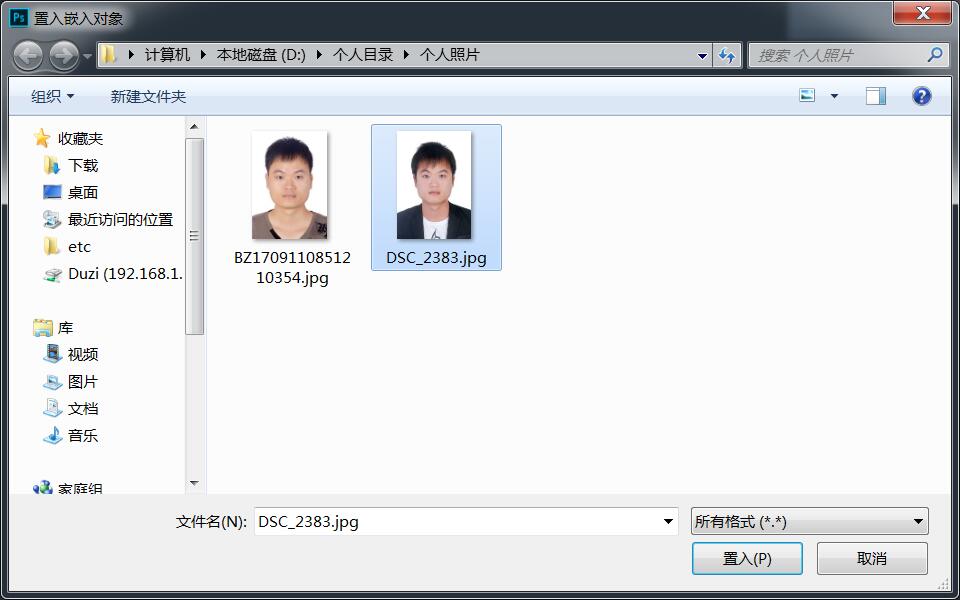 Ps 置入嵌入对象
计算机 本地磁盘 (D:) 个人目录 个人照片
搜索 个人照片
组织 新建文件夹
?
收藏夹
下载
桌面
最近访问的位置
etc
Duzi (192.168.1.
库
视频
图片
文档
音乐
家庭组
BZ17091108512
10354.jpg
DSC_2383.jpg
文件名(N): DSC_2383.jpg
所有格式 (*.*)
置入(P) 取消